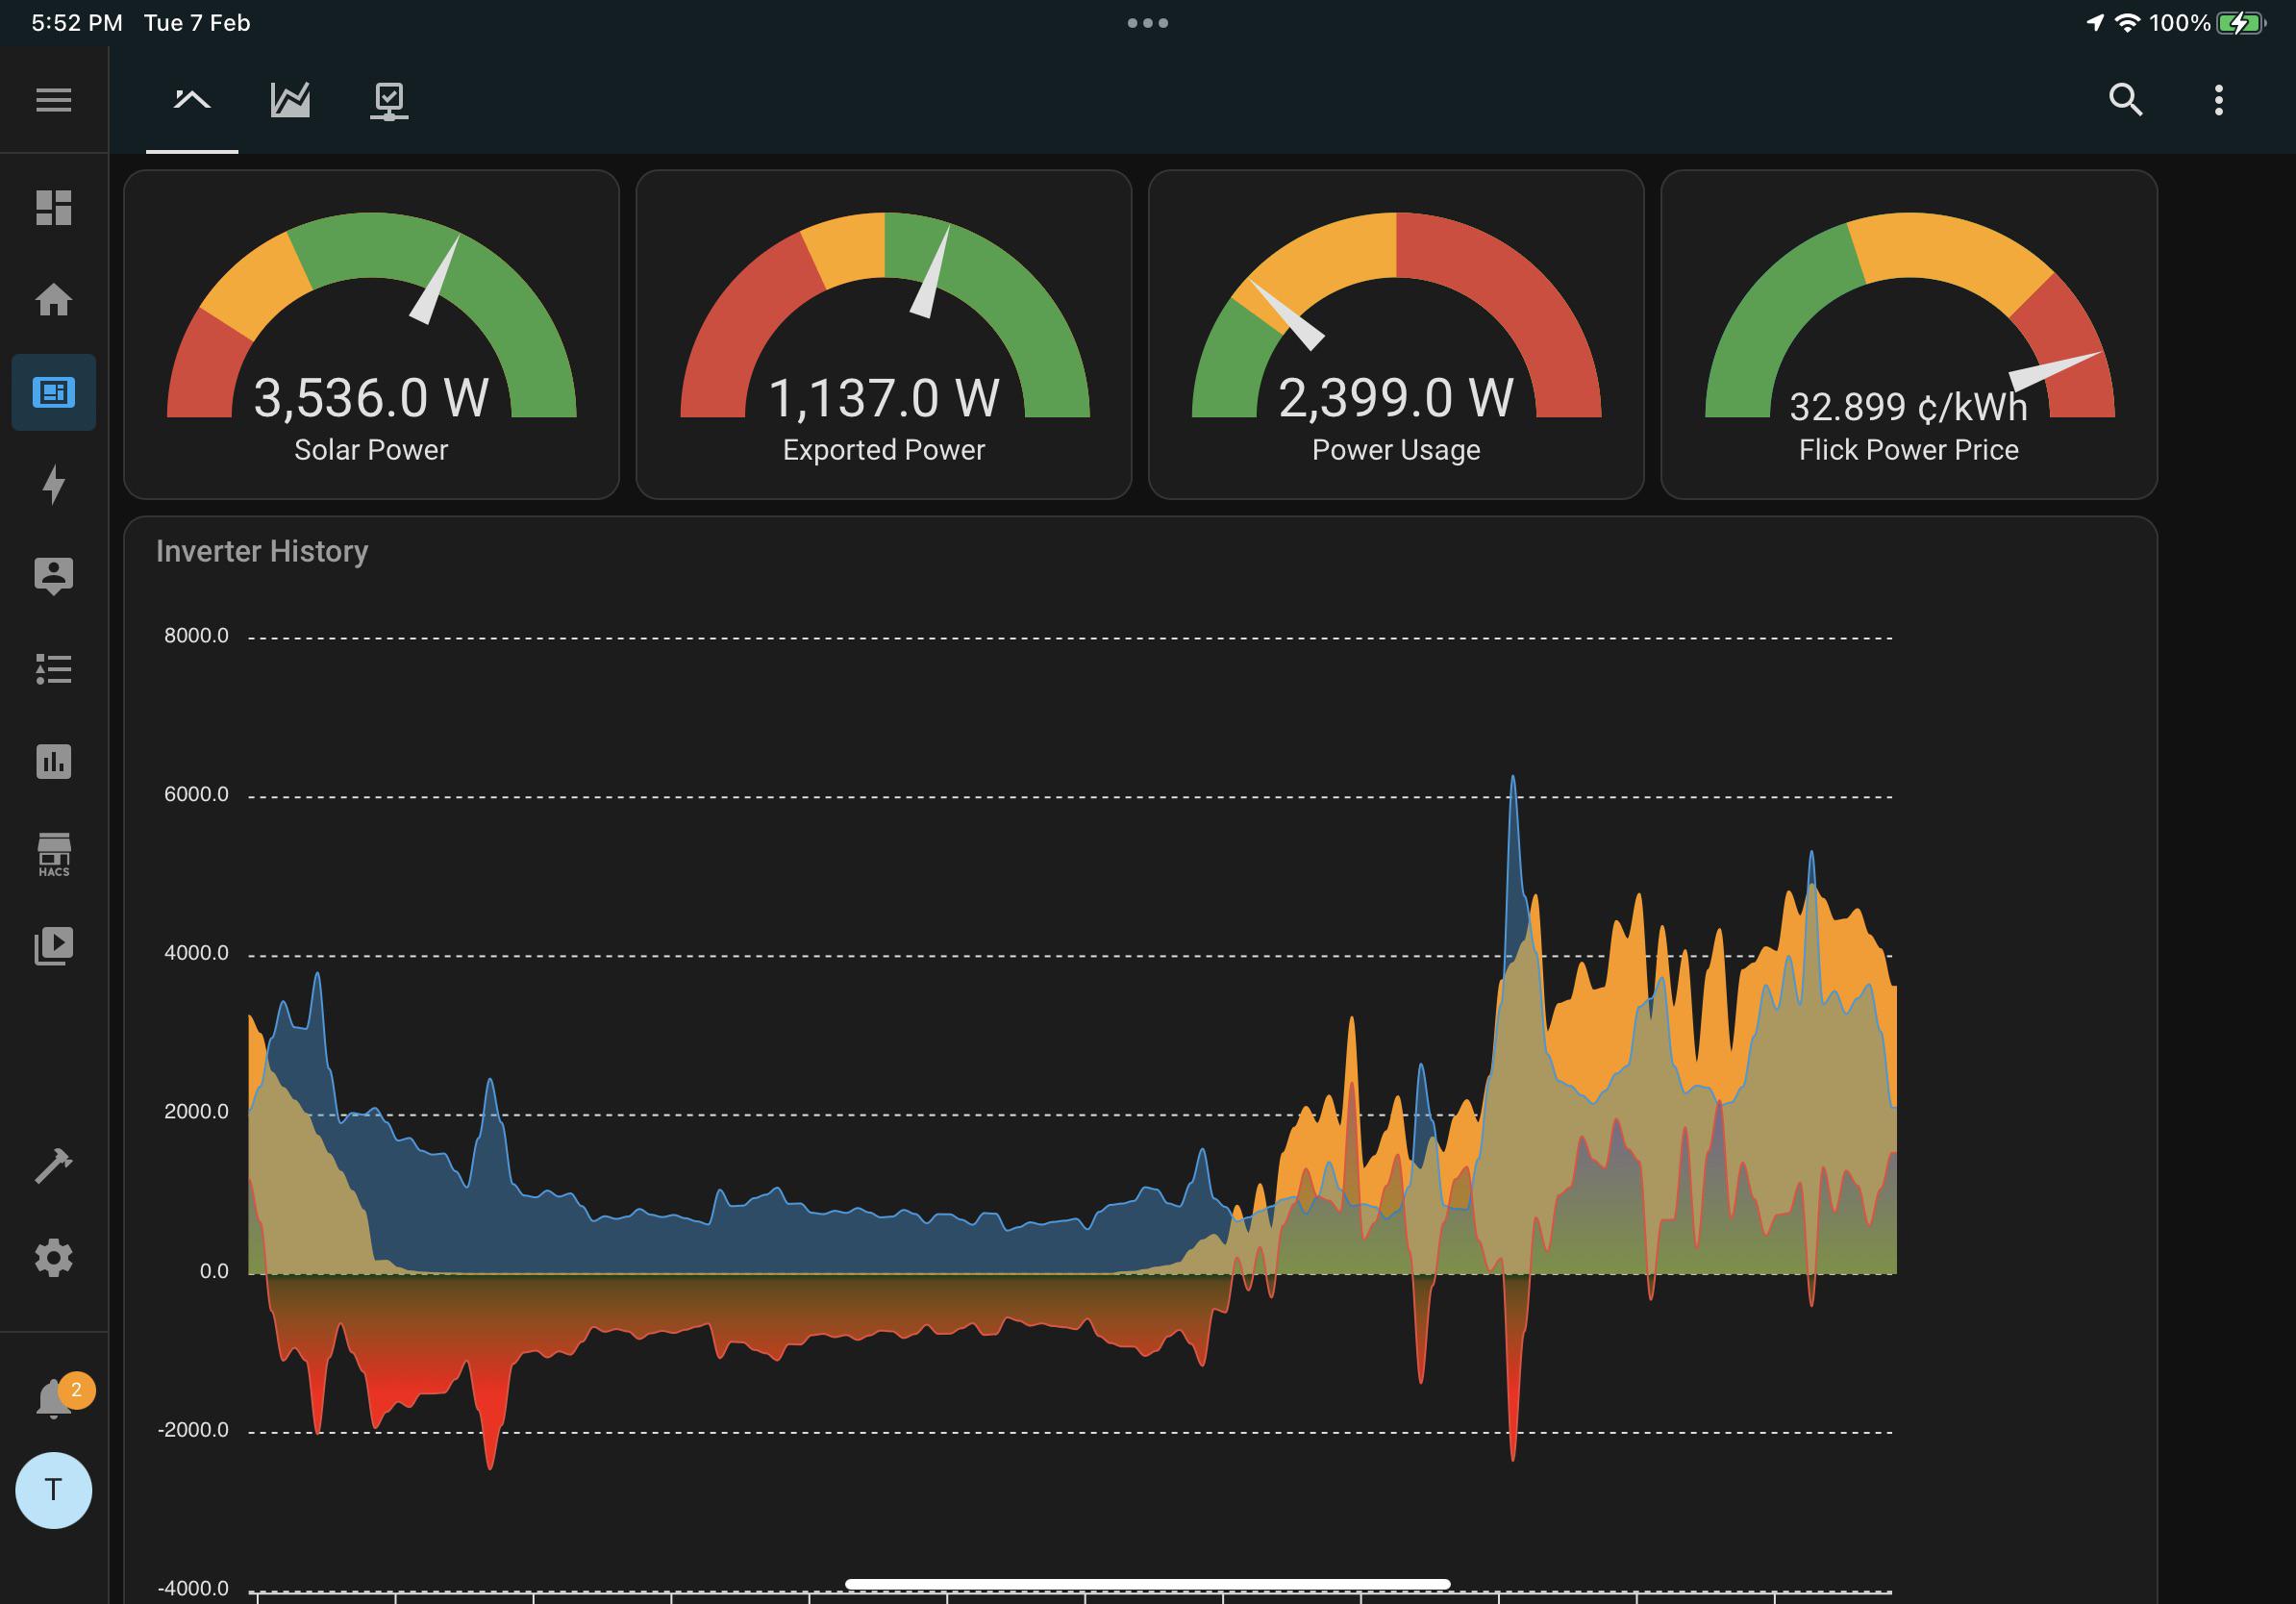 5:52 PM Tue 7 Feb
100%
3,536.0 W
Solar Power
1,137.0 W
Exported Power
2,399.0 W
Power Usage
32.899 ¢/kWh
Flick Power Price
Inverter History
8000.0
6000.0
4000.0
2000.0
0.0
-2000.0
-4000.0
HACS
2
T